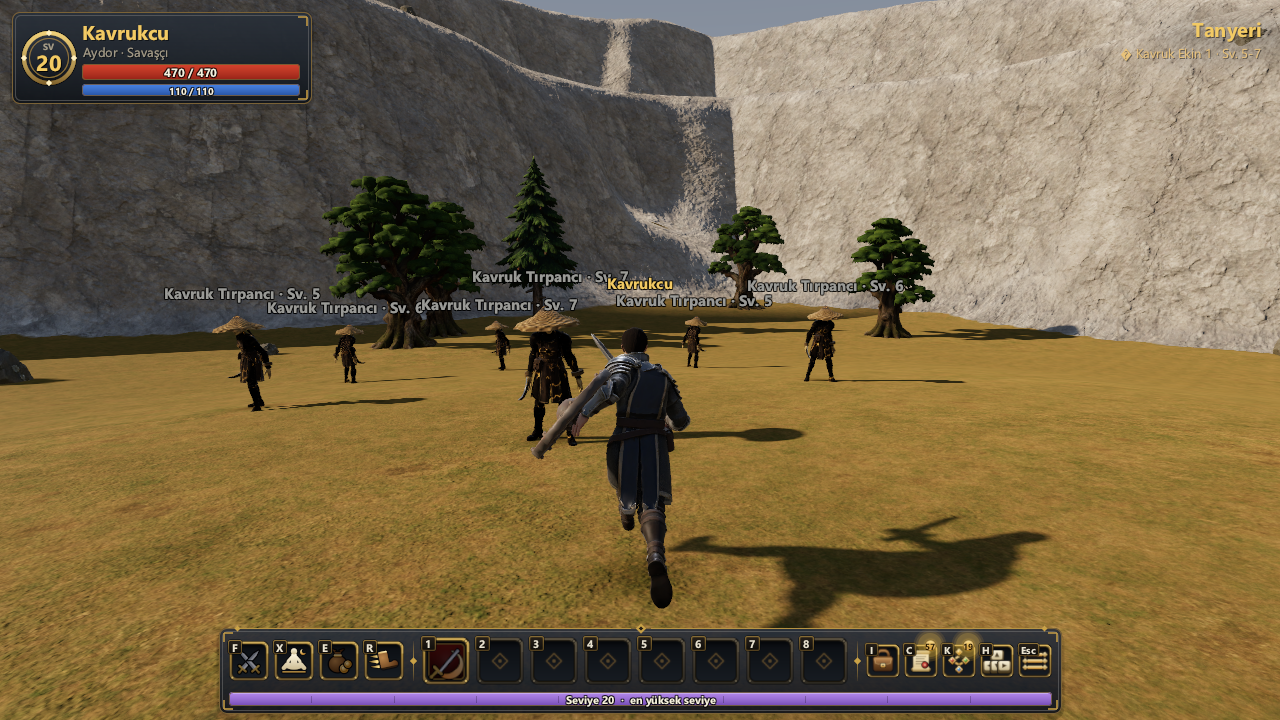 Kavrukcu
SV
20
Aydor · Savaşçı
470 / 470
110 / 110
Tanyeri
Kavruk Ekin
Sv. 5-7
Kavruk Tırpancı · Sv. 7
Kavrukcu
Kavruk Tırpancı · Sv. 6
Kavruk Tırpancı · Sv. 5
Kavruk Tırpancı · Sv. 5
Kavruk Tırpancı · Sv. 6
Kavruk Tırpancı · Sv. 7
F X E R 1 2 3 4 5 6 7 8 I C 57 K 19 H Esc
Seviye 20 · en yüksek seviye